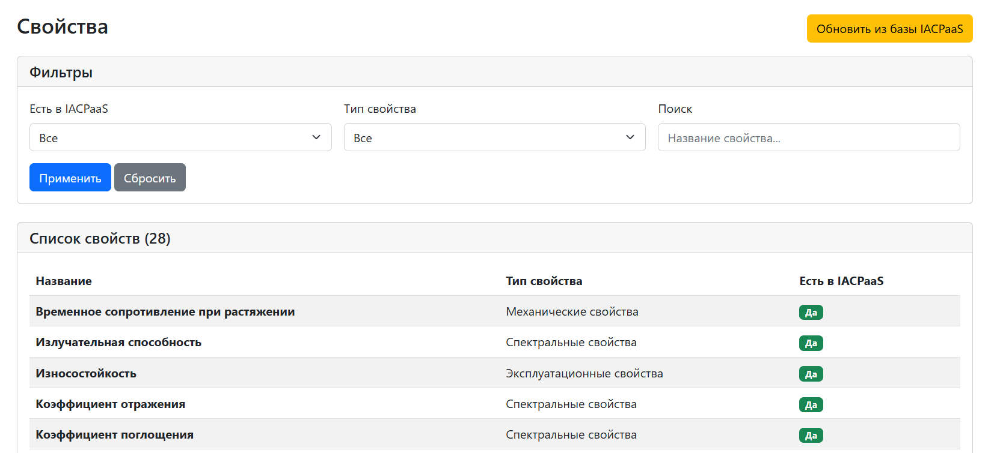 Свойства
Обновить из базы IACPaaS
Фильтры
Есть в IACPaaS Тип свойства Поиск
Все Все Название свойства...
Применить Сбросить
Список свойств (28)
Название Тип свойства Есть в IACPaaS
Временное сопротивление при растяжении Механические свойства Да
Излучательная способность Спектральные свойства Да
Износостойкость Эксплуатационные свойства Да
Коэффициент отражения Спектральные свойства Да
Коэффициент поглощения Спектральные свойства Да